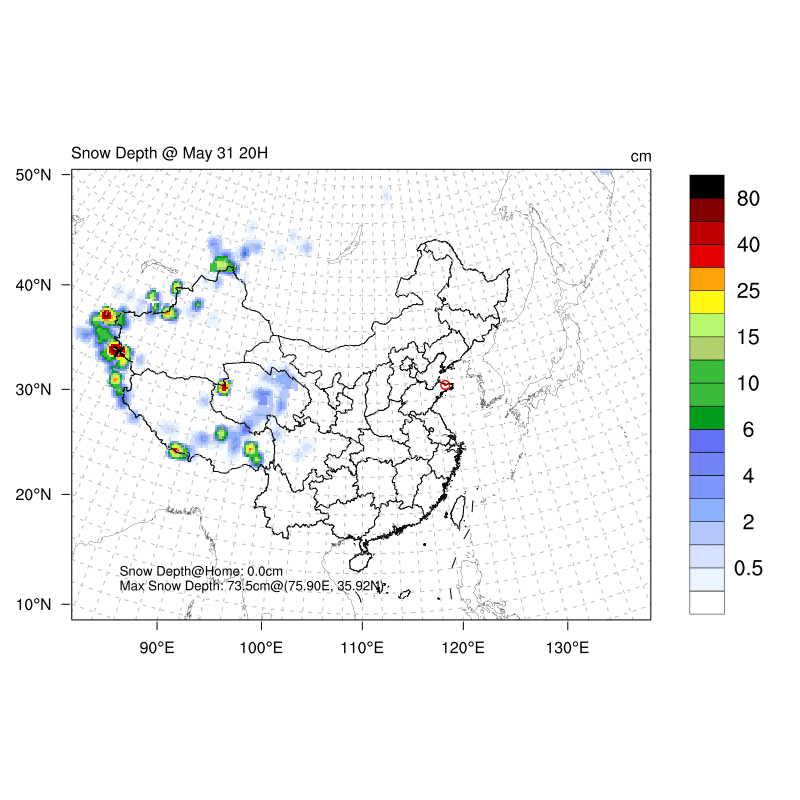 Snow Depth @ May 31 20H
cm
50°N
40°N
30°N
20°N
10°N
90°E
100°E
110°E
120°E
130°E
80
40
25
15
10
6
4
2
0.5
Snow Depth@Home: 0.0cm
Max Snow Depth: 73.5cm@(75.90E, 35.92N)